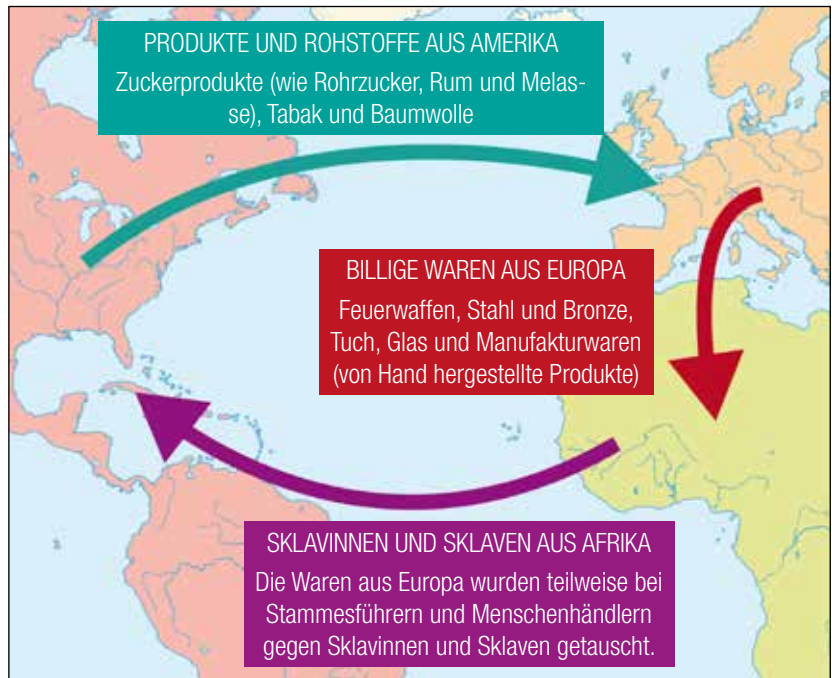 PRODUKTE UND ROHSTOFFE AUS AMERIKA
Zuckerprodukte (wie Rohrzucker, Rum und Melas-
se), Tabak und Baumwolle
BILLIGE WAREN AUS EUROPA
Feuerwaffen, Stahl und Bronze,
Tuch, Glas und Manufakturwaren
(von Hand hergestellte Produkte)
SKLAVINNEN UND SKLAVEN AUS AFRIKA
Die Waren aus Europa wurden teilweise bei
Stammesführern und Menschenhändlern
gegen Sklavinnen und Sklaven getauscht.